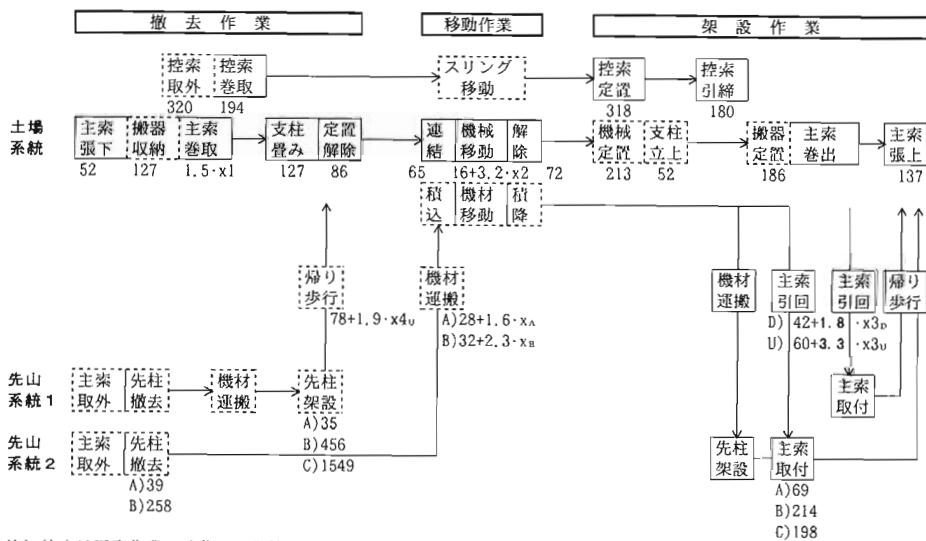 撤去作業 移動作業 架設作業
控索取外 控索巻取 スリング移動 控索定置 控索引締
320 194 318 180
土場系統
主索張下 搬器収納 主索巻取 支柱畳み 定置解除 連結 機械移動 解除 機械定置 支柱立上 搬器定置 主索巻出 主索張上
52 127 1.5·x1 127 86 65 16+3.2·x2 72 213 52 186 137
積込 機材移動 積降
帰り歩行 機材運搬 機材運搬 主索引回 主索引回 帰り歩行
78+1.9·x4U
A)28+1.6·xA
B)32+2.3·xB
D) 42+1.8·x3D
U) 60+3.3·x3U
先山系統1
主索取外 先柱撤去 機材運搬 先柱架設 主索取付
A)35
B)456
C)1549
先山系統2
主索取外 先柱撤去 先柱架設 主索取付
A)39
B)258
A)69
B)214
C)198